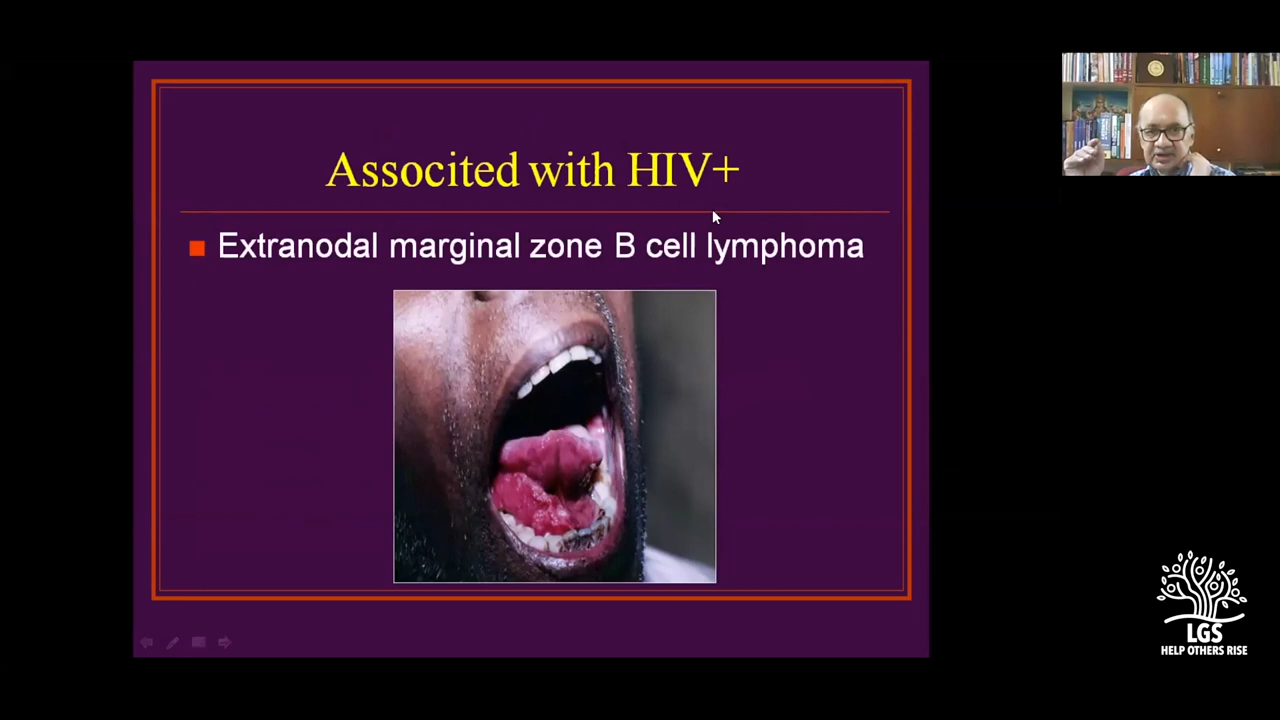 Associted with HIV+
Extranodal marginal zone B cell lymphoma
LGS
HELP OTHERS RISE